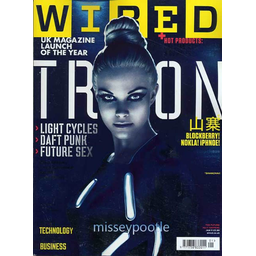 WIRED
UK MAGAZINE
LAUNCH
OF THE YEAR
+HOT PRODUCTS:
TRON
› LIGHT CYCLES
› DAFT PUNK
› FUTURE SEX
山寨
BLOCKBERRY!
NOKLA! IPHNOE!
misseypootle
TECHNOLOGY
BUSINESS